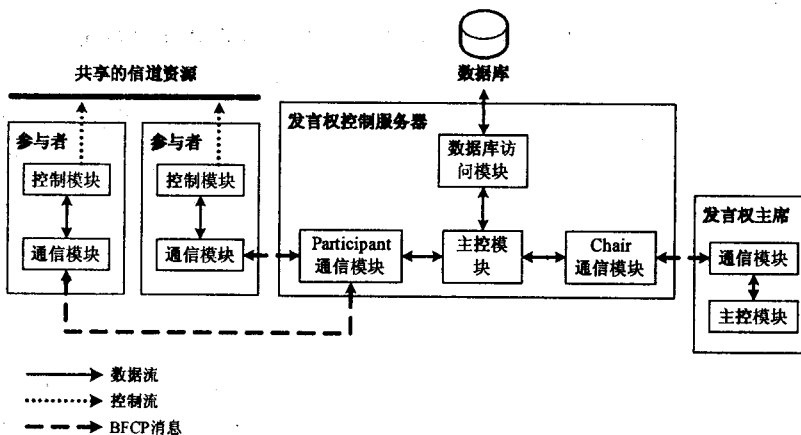 共享的信道资源
数据库
参与者
控制模块
通信模块
参与者
控制模块
通信模块
发言权控制服务器
数据库访
问模块
Participant
通信模块
主控模
块
Chair
通信模块
发言权主席
通信模块
主控模块
数据流
控制流
BFCP消息